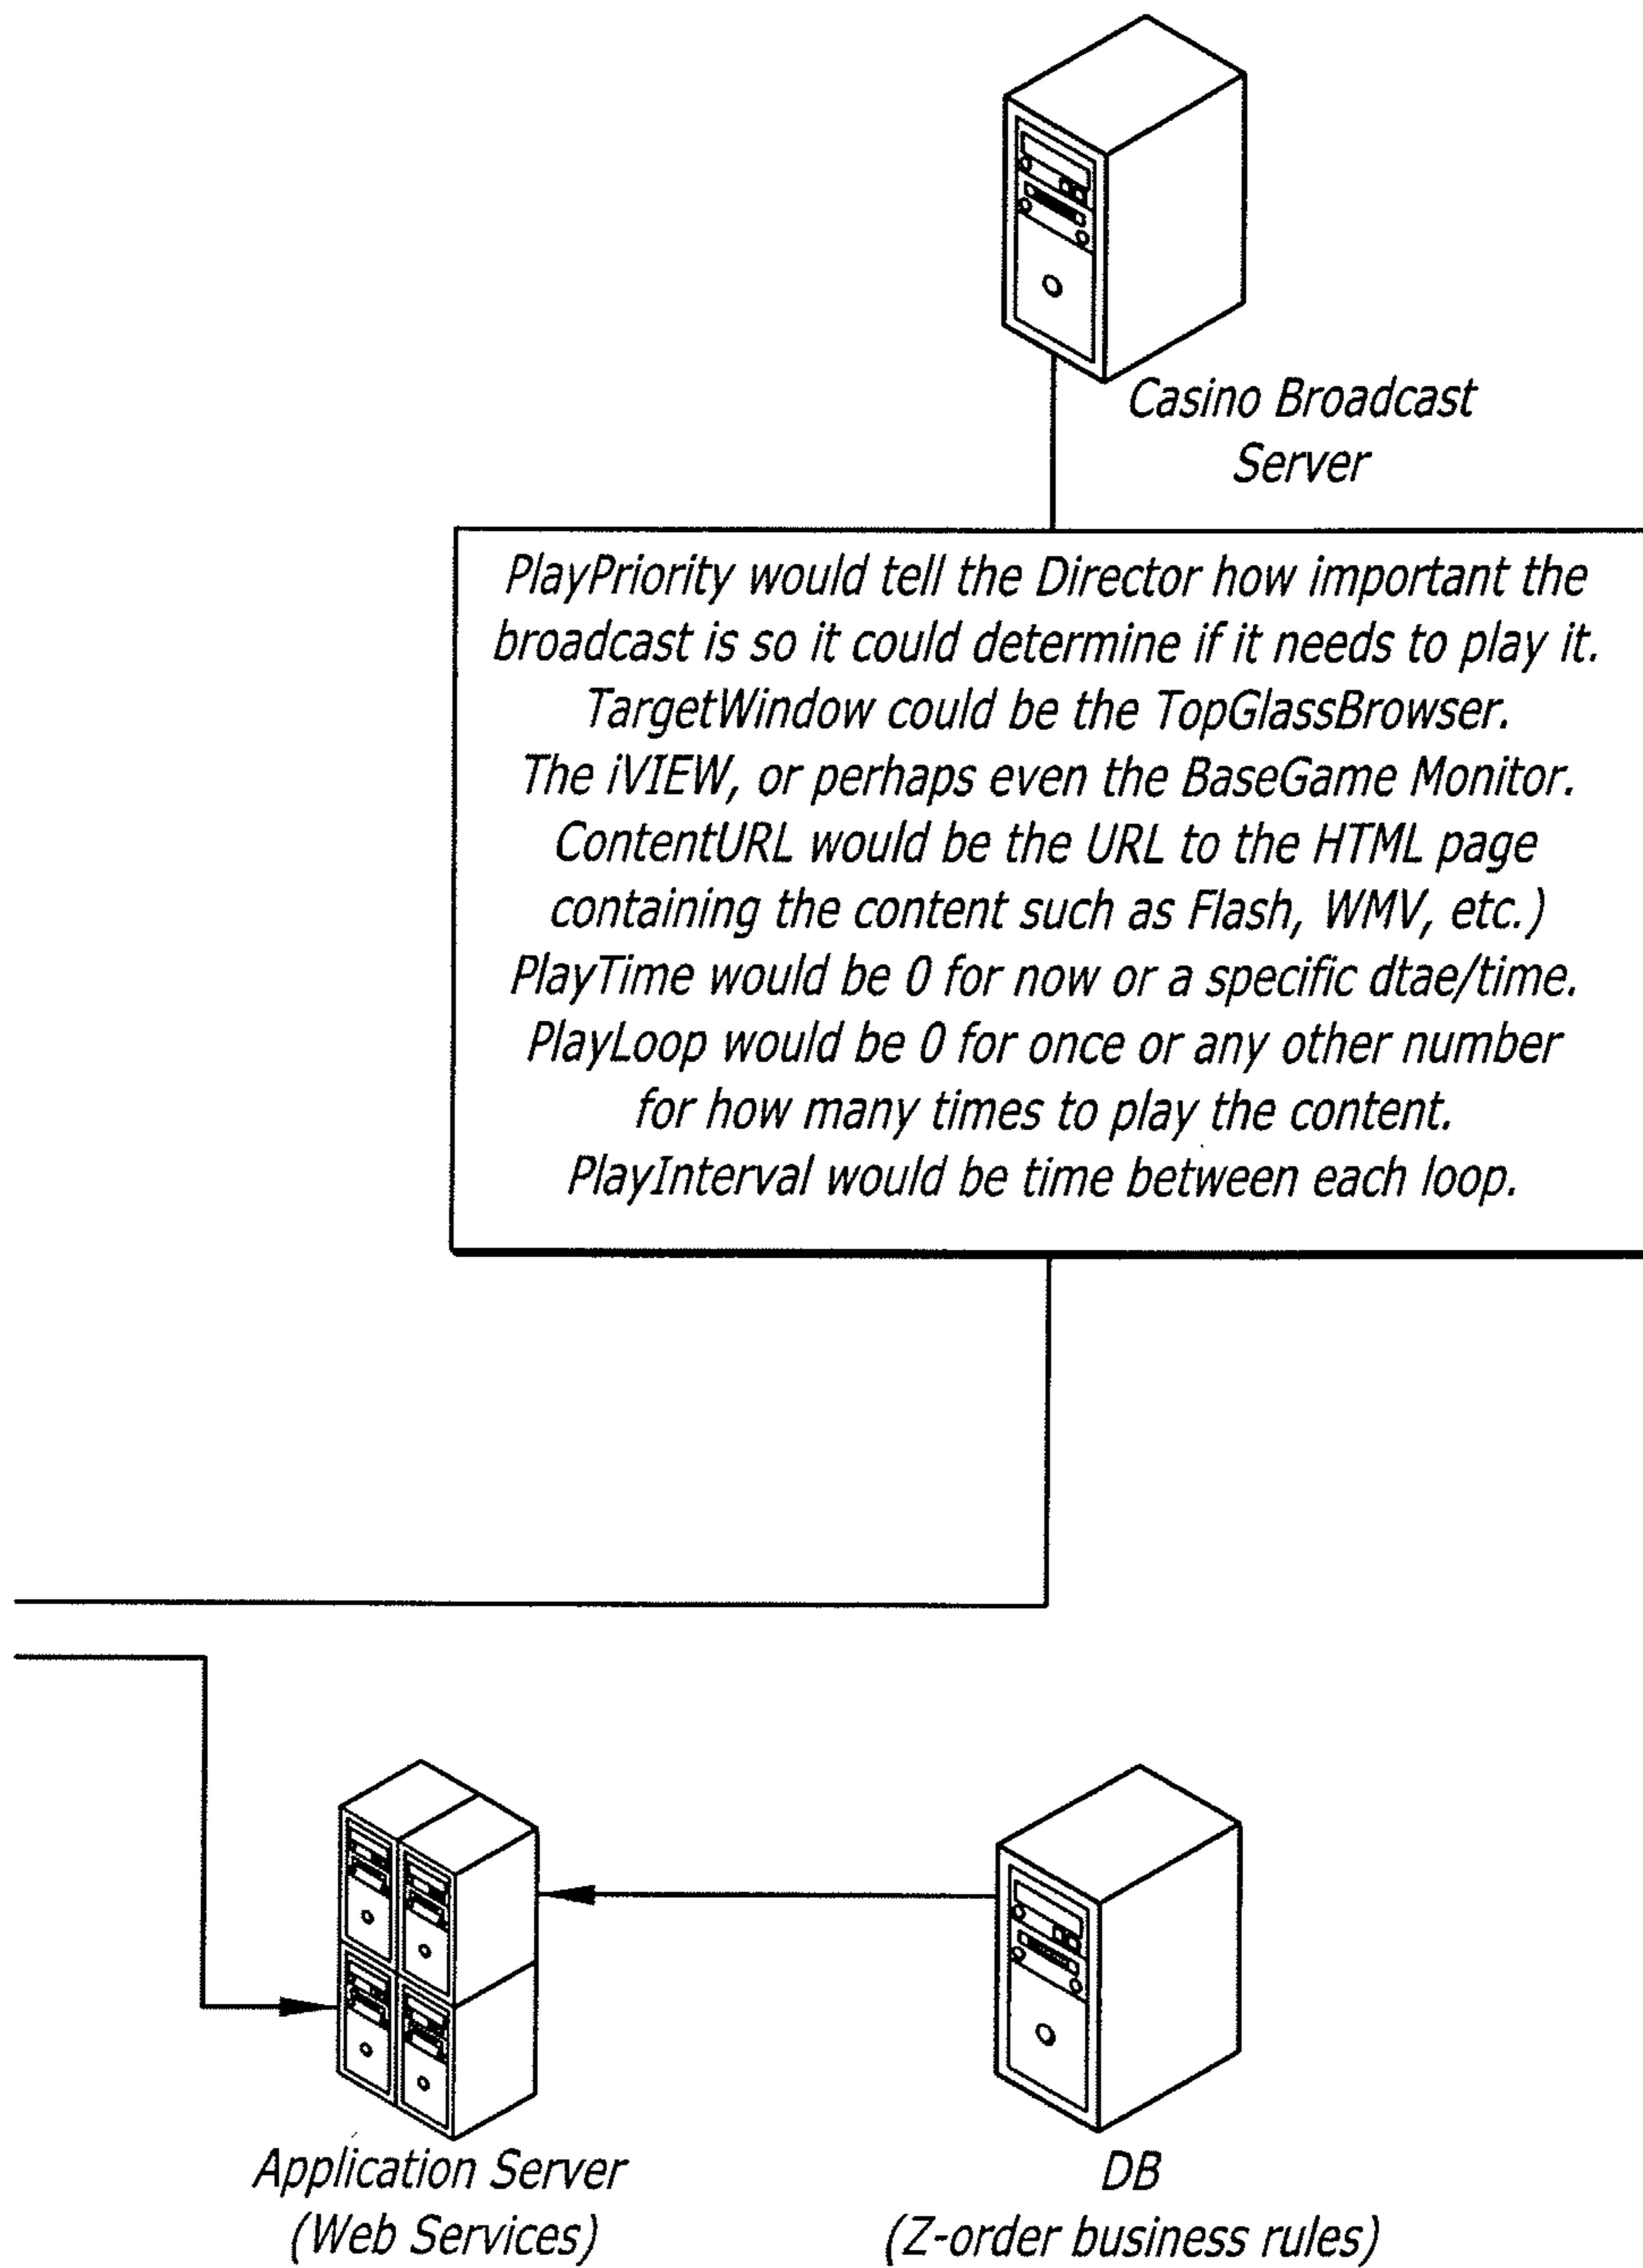 Casino Broadcast
Server
PlayPriority would tell the Director how important the
broadcast is so it could determine if it needs to play it.
TargetWindow could be the TopGlassBrowser.
The iVIEW, or perhaps even the BaseGame Monitor.
ContentURL would be the URL to the HTML page
containing the content such as Flash, WMV, etc.)
PlayTime would be 0 for now or a specific dtae/time.
PlayLoop would be 0 for once or any other number
for how many times to play the content.
PlayInterval would be time between each loop.
Application Server
(Web Services)
DB
(Z-order business rules)